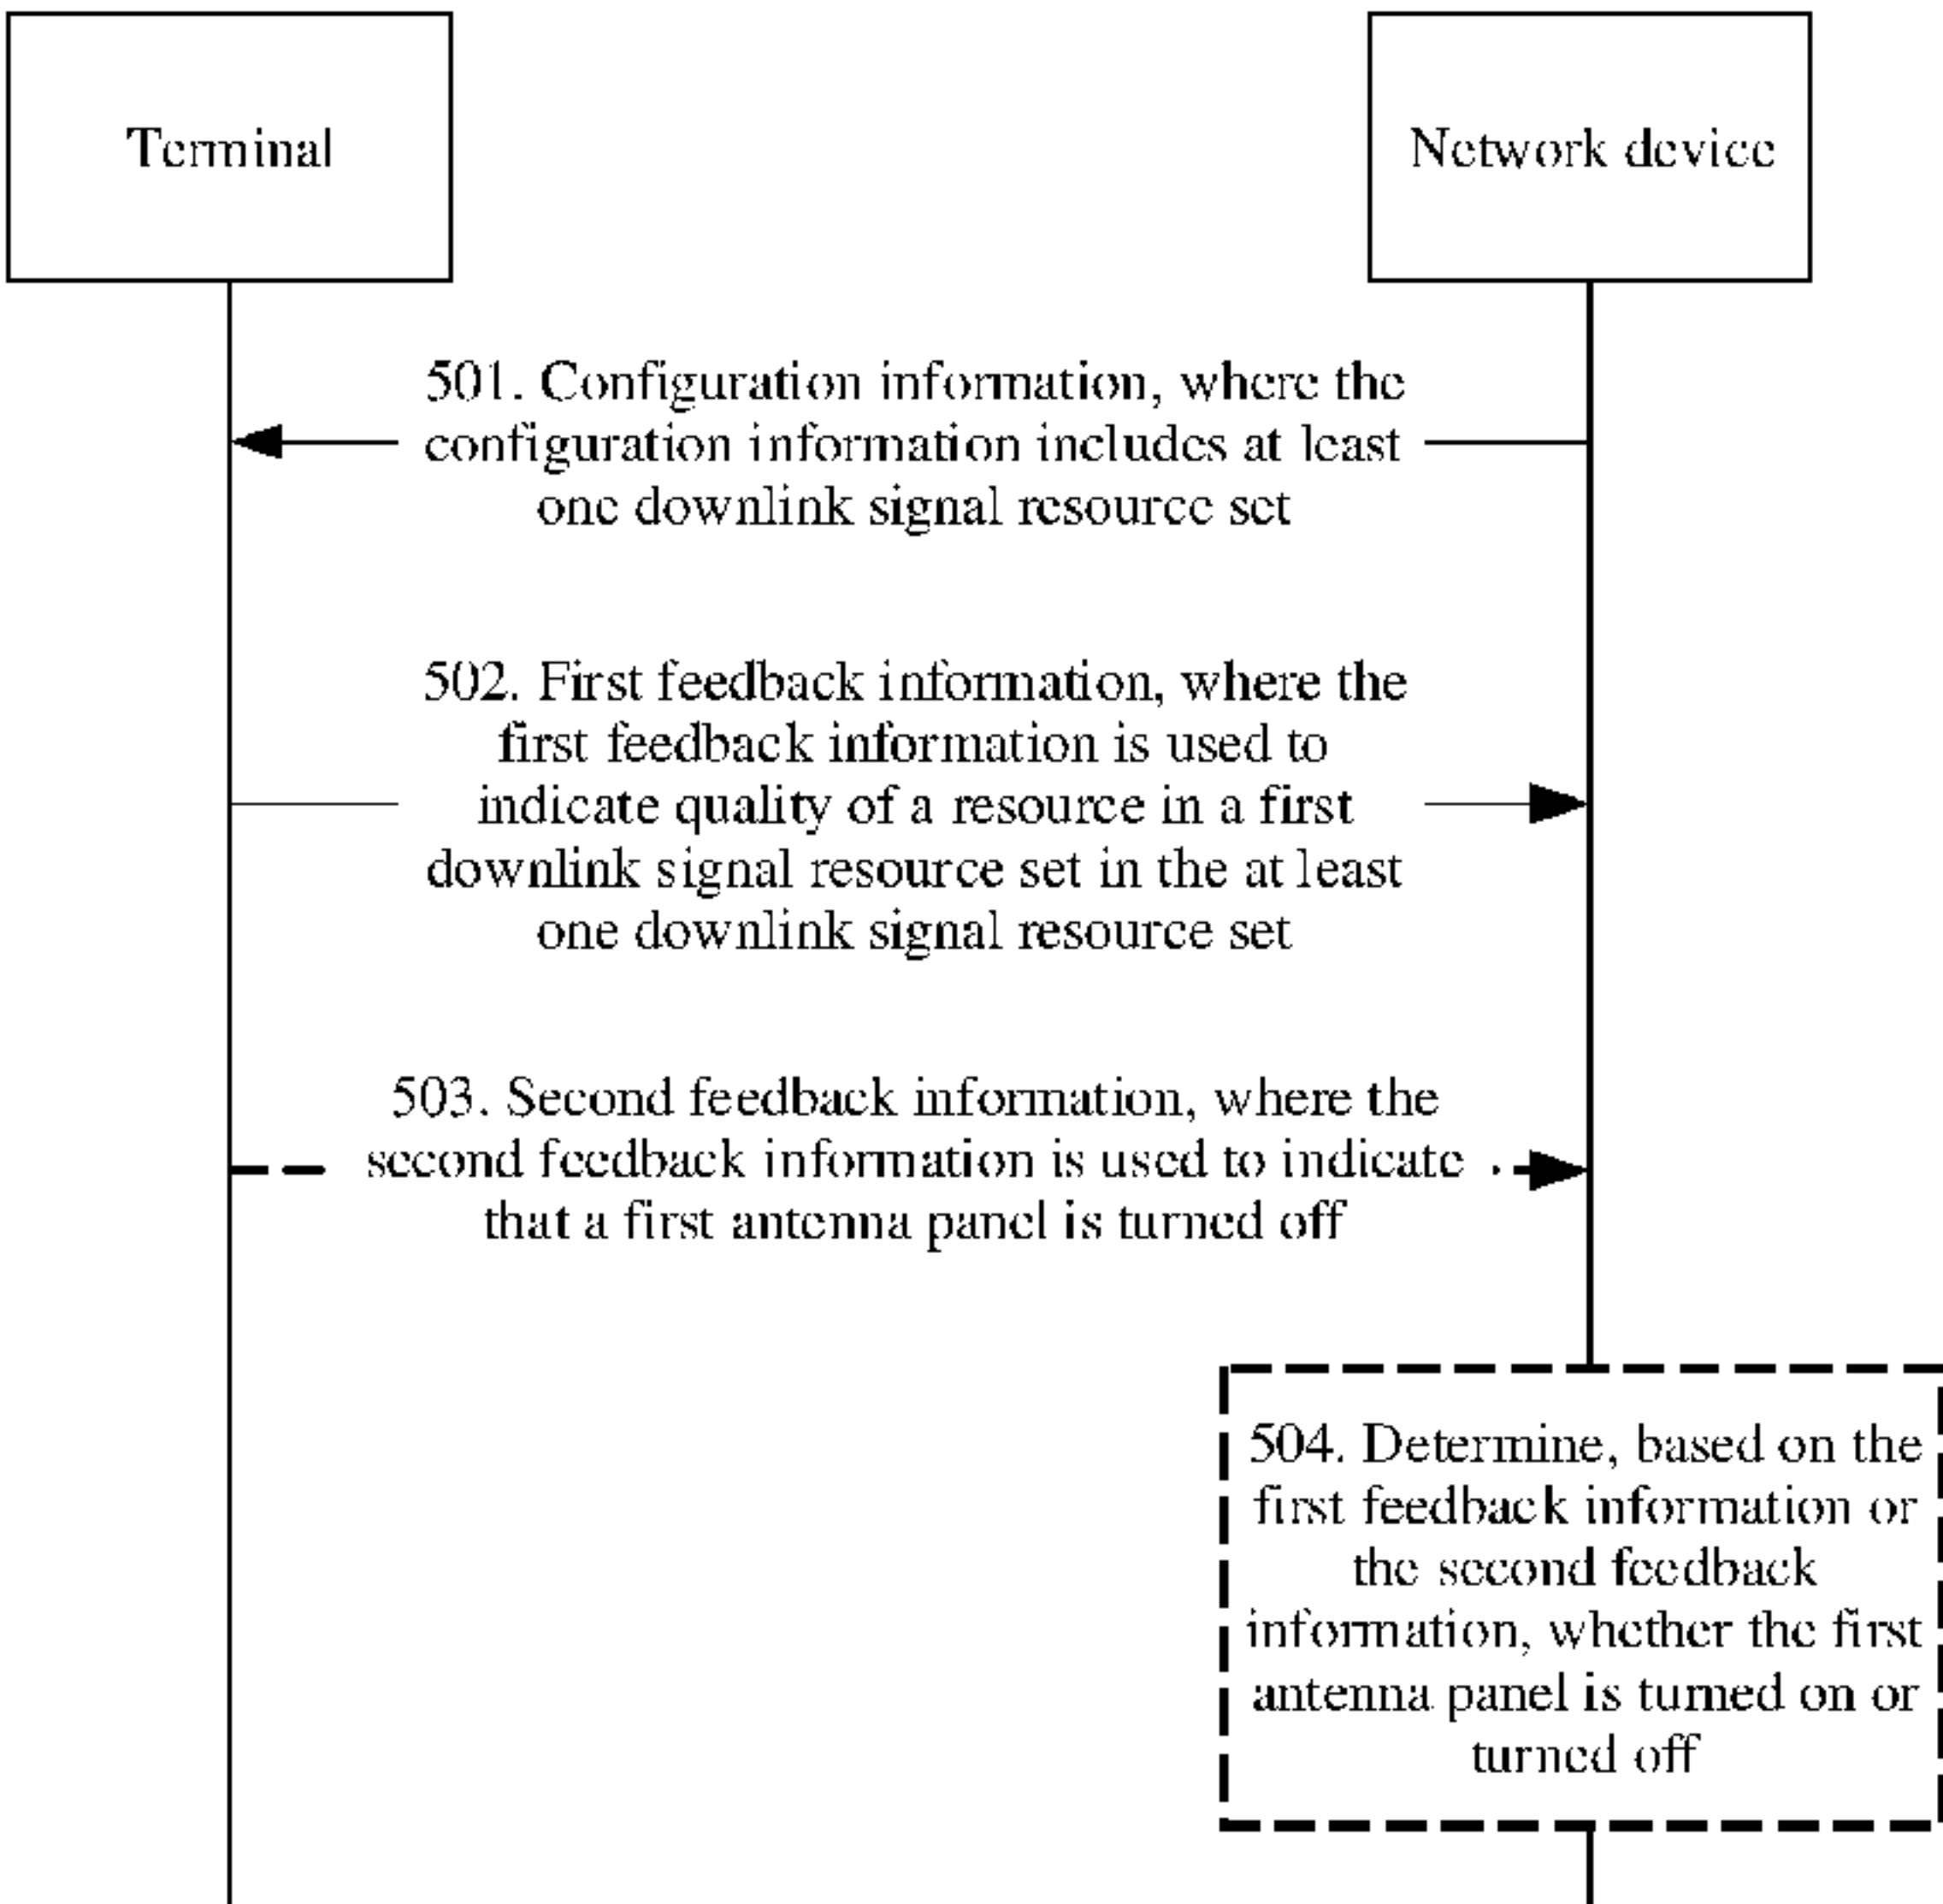 Terminal
Network device
501. Configuration information, where the
configuration information includes at least
one downlink signal resource set
502. First feedback information, where the
first feedback information is used to
indicate quality of a resource in a first
downlink signal resource set in the at least
one downlink signal resource set
503. Second feedback information, where the
second feedback information is used to indicate
that a first antenna panel is turned off
504. Determine, based on the
first feedback information or
the second feedback
information, whether the first
antenna panel is turned on or
turned off